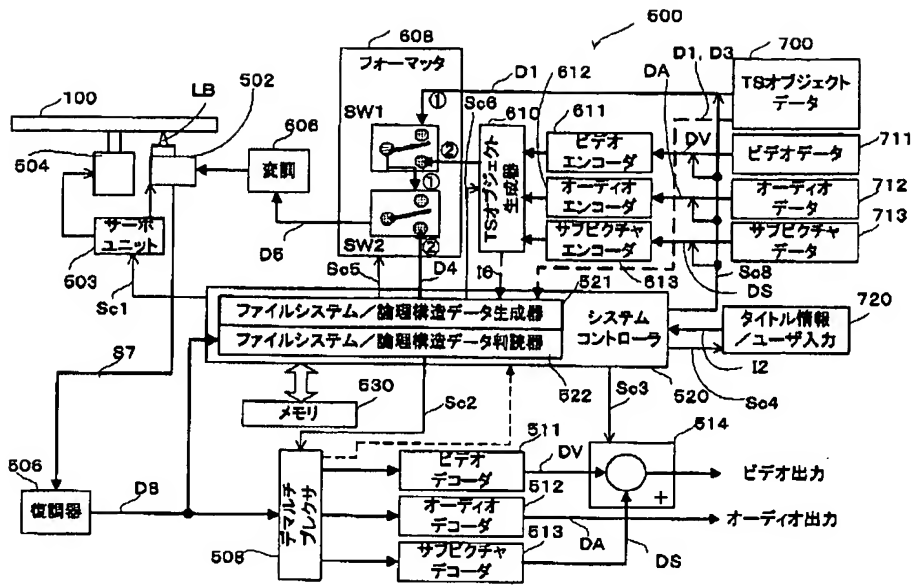 500
608
フォーマッタ
D1
612
DA
D1, D3
700
TSオブジェクト
データ
100
LB
502
606
SW1
①
Sc6
610
611
ビデオ
エンコーダ
DV
711
ビデオデータ
504
変調
②
①
TSオブジェクト
生成器
オーディオ
エンコーダ
712
オーディオ
データ
713
サーボ
ユニット
503
D6
SW2
②
サブピクチャ
エンコーダ
サブピクチャ
データ
Sc5
D4
I6
613
Sc8
DS
Sc1
521
ファイルシステム/論理構造データ生成器
ファイルシステム/論理構造データ判読器
システム
コントローラ
タイトル情報
/ユーザ入力
720
I2
S7
530
メモリ
522
520
Sc4
Sc2
Sc3
511
514
506
復調器
D8
デマルチ
プレクサ
508
ビデオ
デコーダ
DV
ビデオ出力
+
512
オーディオ
デコーダ
オーディオ出力
513
DA
サブピクチャ
デコーダ
DS